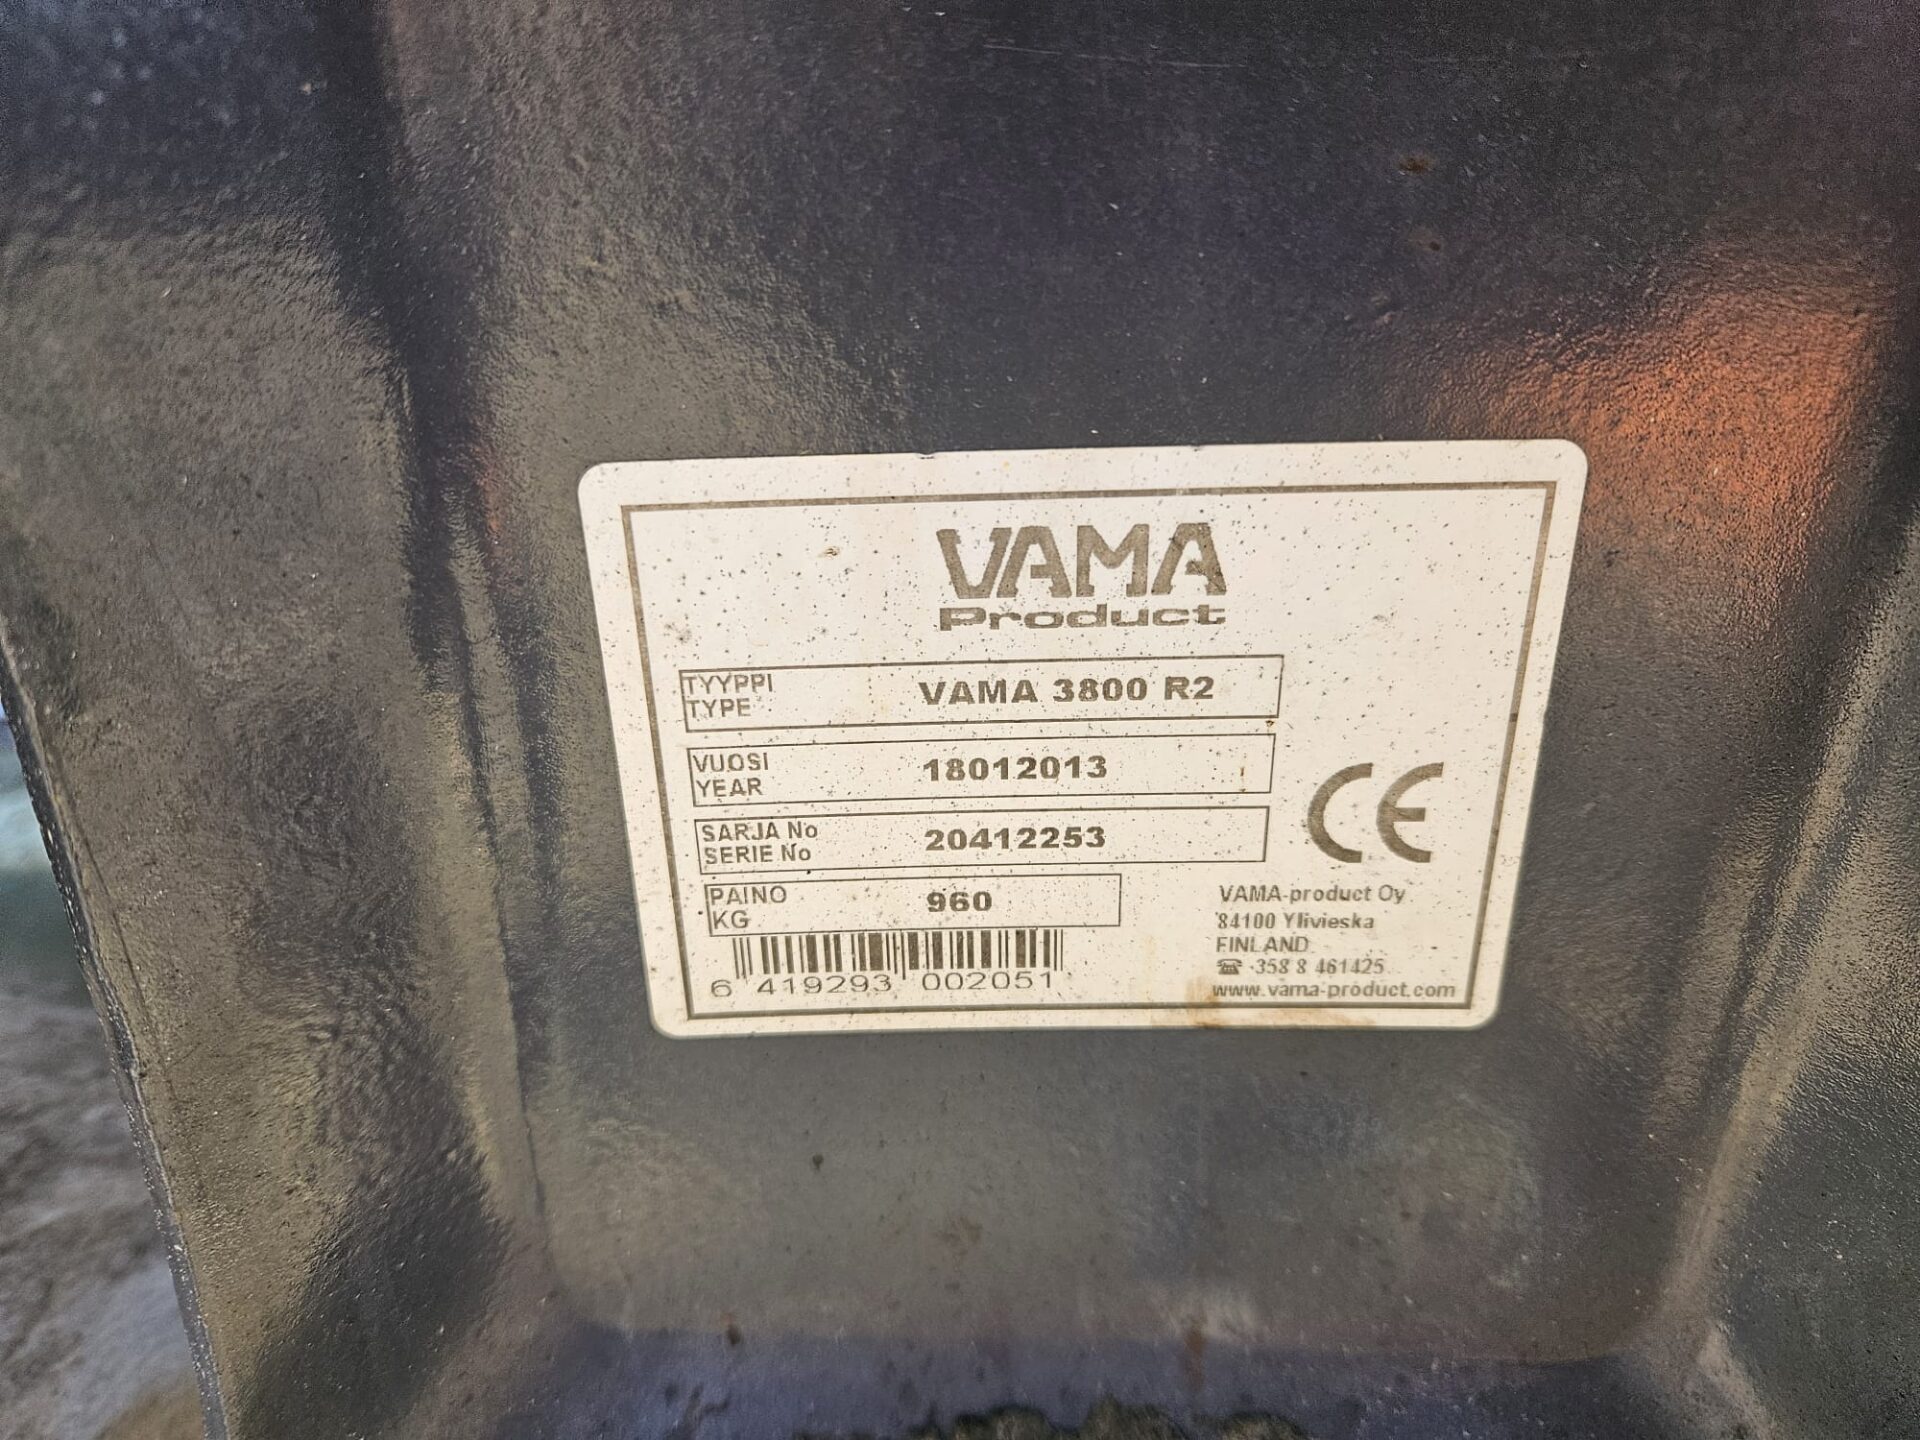 VAMA
Product
TYYPPI
TYPE
VAMA 3800 R2
VUOSI
YEAR
18012013
SARJA No
SERIE No
20412253
PAINO
KG
960
CE
6 419293 002051
VAMA-product Oy
84100 Ylivieska
FINLAND
☎ -358 8 461425
www.vama-product.com